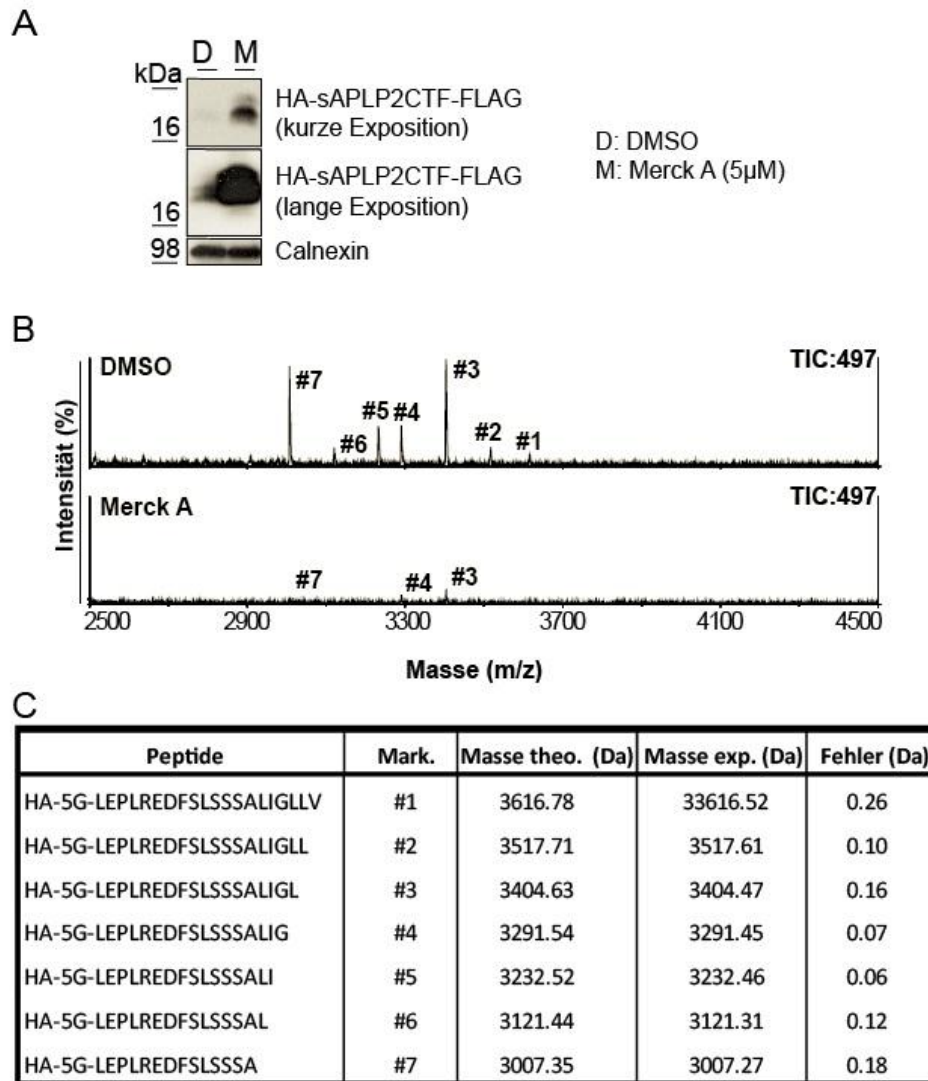 A
D M
kDa
16
HA-sAPLP2CTF-FLAG
(kurze Exposition)
16
HA-sAPLP2CTF-FLAG
(lange Exposition)
98
Calnexin
D: DMSO
M: Merck A (5µM)
B
Intensität (%)
DMSO
TIC:497
#7
#6
#5
#4
#3
#2
#1
Merck A
TIC:497
#7
#4
#3
2500 2900 3300 3700 4100 4500
Masse (m/z)
C
Peptide Mark. Masse theo. (Da) Masse exp. (Da) Fehler (Da)
HA-5G-LEPLREDFSLSSSALIGLLV #1 3616.78 33616.52 0.26
HA-5G-LEPLREDFSLSSSALIGLL #2 3517.71 3517.61 0.10
HA-5G-LEPLREDFSLSSSALIGL #3 3404.63 3404.47 0.16
HA-5G-LEPLREDFSLSSSALIG #4 3291.54 3291.45 0.07
HA-5G-LEPLREDFSLSSSALI #5 3232.52 3232.46 0.06
HA-5G-LEPLREDFSLSSSAL #6 3121.44 3121.31 0.12
HA-5G-LEPLREDFSLSSSA #7 3007.35 3007.27 0.18